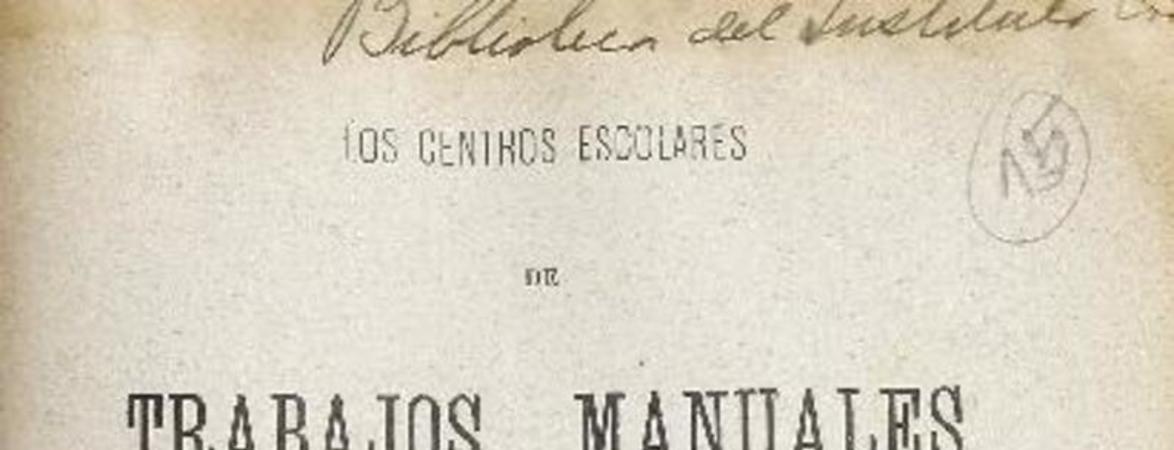 Biblioteca del Instituto
LOS CENTROS ESCOLARES
15
DE
TRABAJOS MANUALES